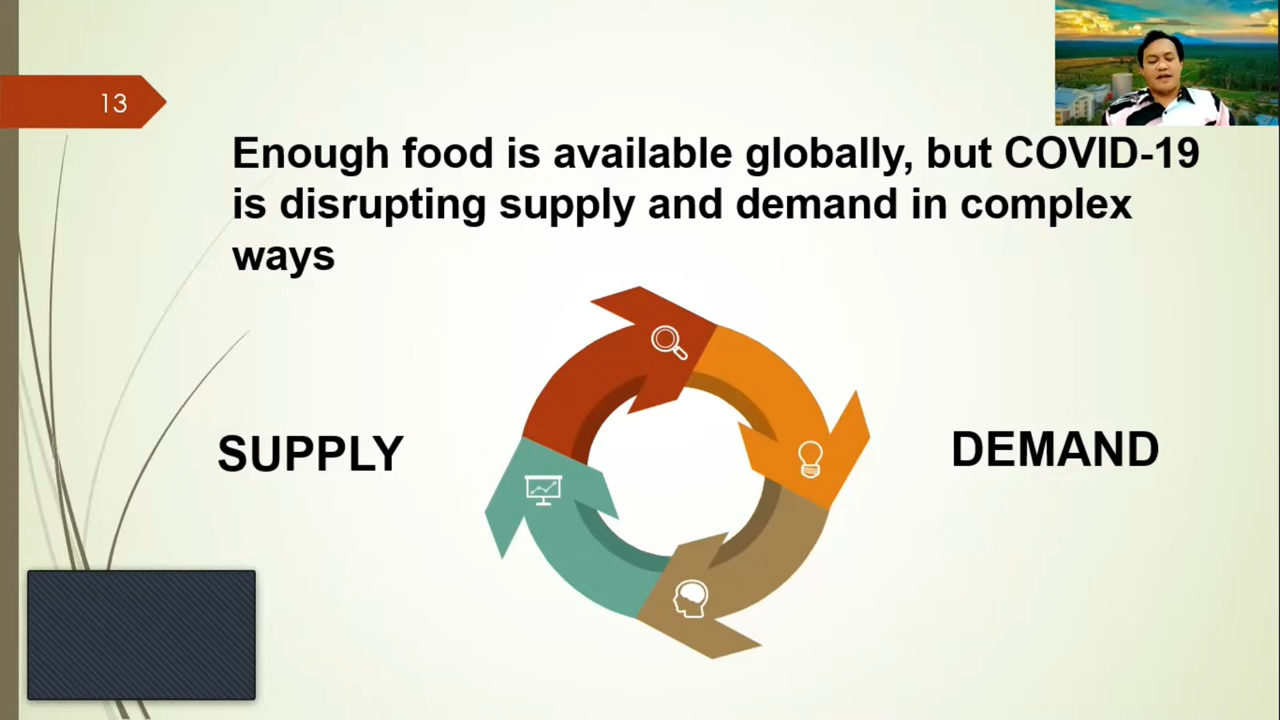 13
Enough food is available globally, but COVID-19
is disrupting supply and demand in complex
ways
SUPPLY
DEMAND